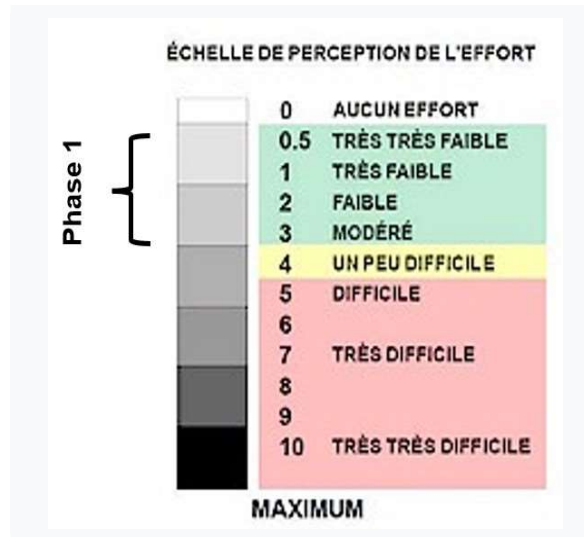 ÉCHELLE DE PERCEPTION DE L'EFFORT
Phase 1
0 AUCUN EFFORT
0.5 TRÈS TRÈS FAIBLE
1 TRÈS FAIBLE
2 FAIBLE
3 MODÉRÉ
4 UN PEU DIFFICILE
5 DIFFICILE
6
7 TRÈS DIFFICILE
8
9
10 TRÈS TRÈS DIFFICILE
MAXIMUM